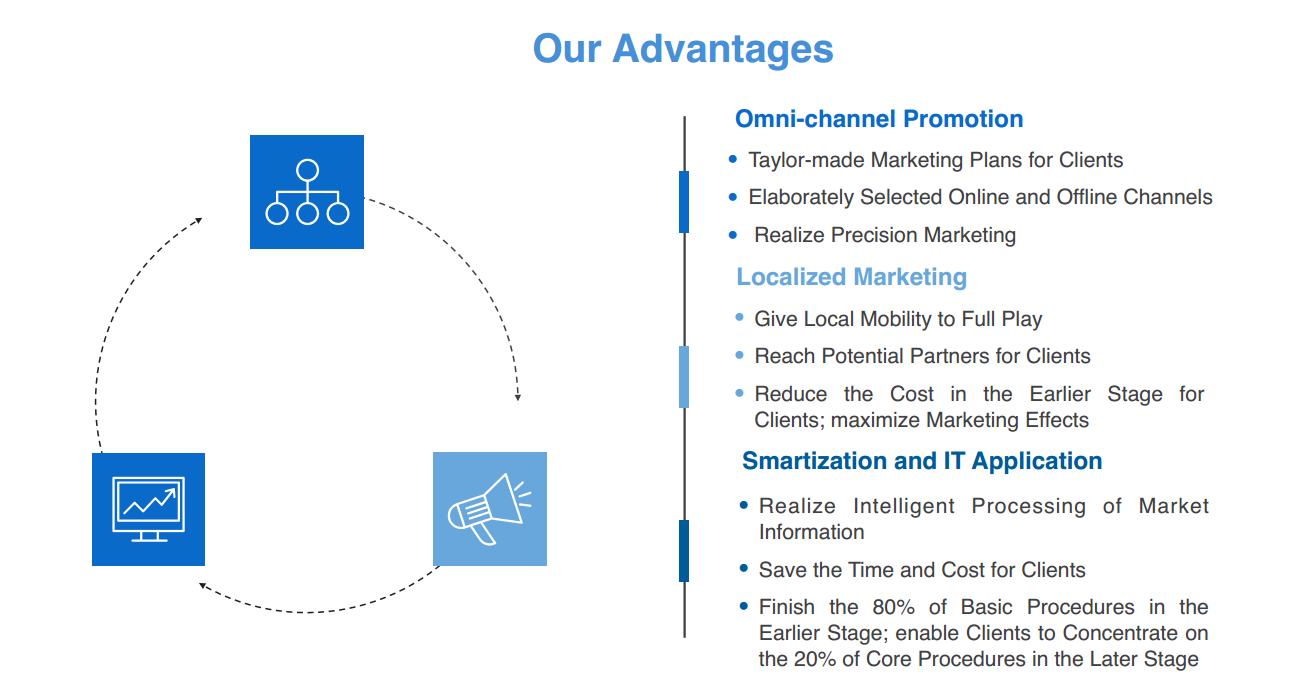 Our Advantages
Omni-channel Promotion
• Taylor-made Marketing Plans for Clients
• Elaborately Selected Online and Offline Channels
• Realize Precision Marketing
Localized Marketing
• Give Local Mobility to Full Play
• Reach Potential Partners for Clients
• Reduce the Cost in the Earlier Stage for
Clients; maximize Marketing Effects
Smartization and IT Application
• Realize Intelligent Processing of Market
Information
• Save the Time and Cost for Clients
• Finish the 80% of Basic Procedures in the
Earlier Stage; enable Clients to Concentrate on
the 20% of Core Procedures in the Later Stage